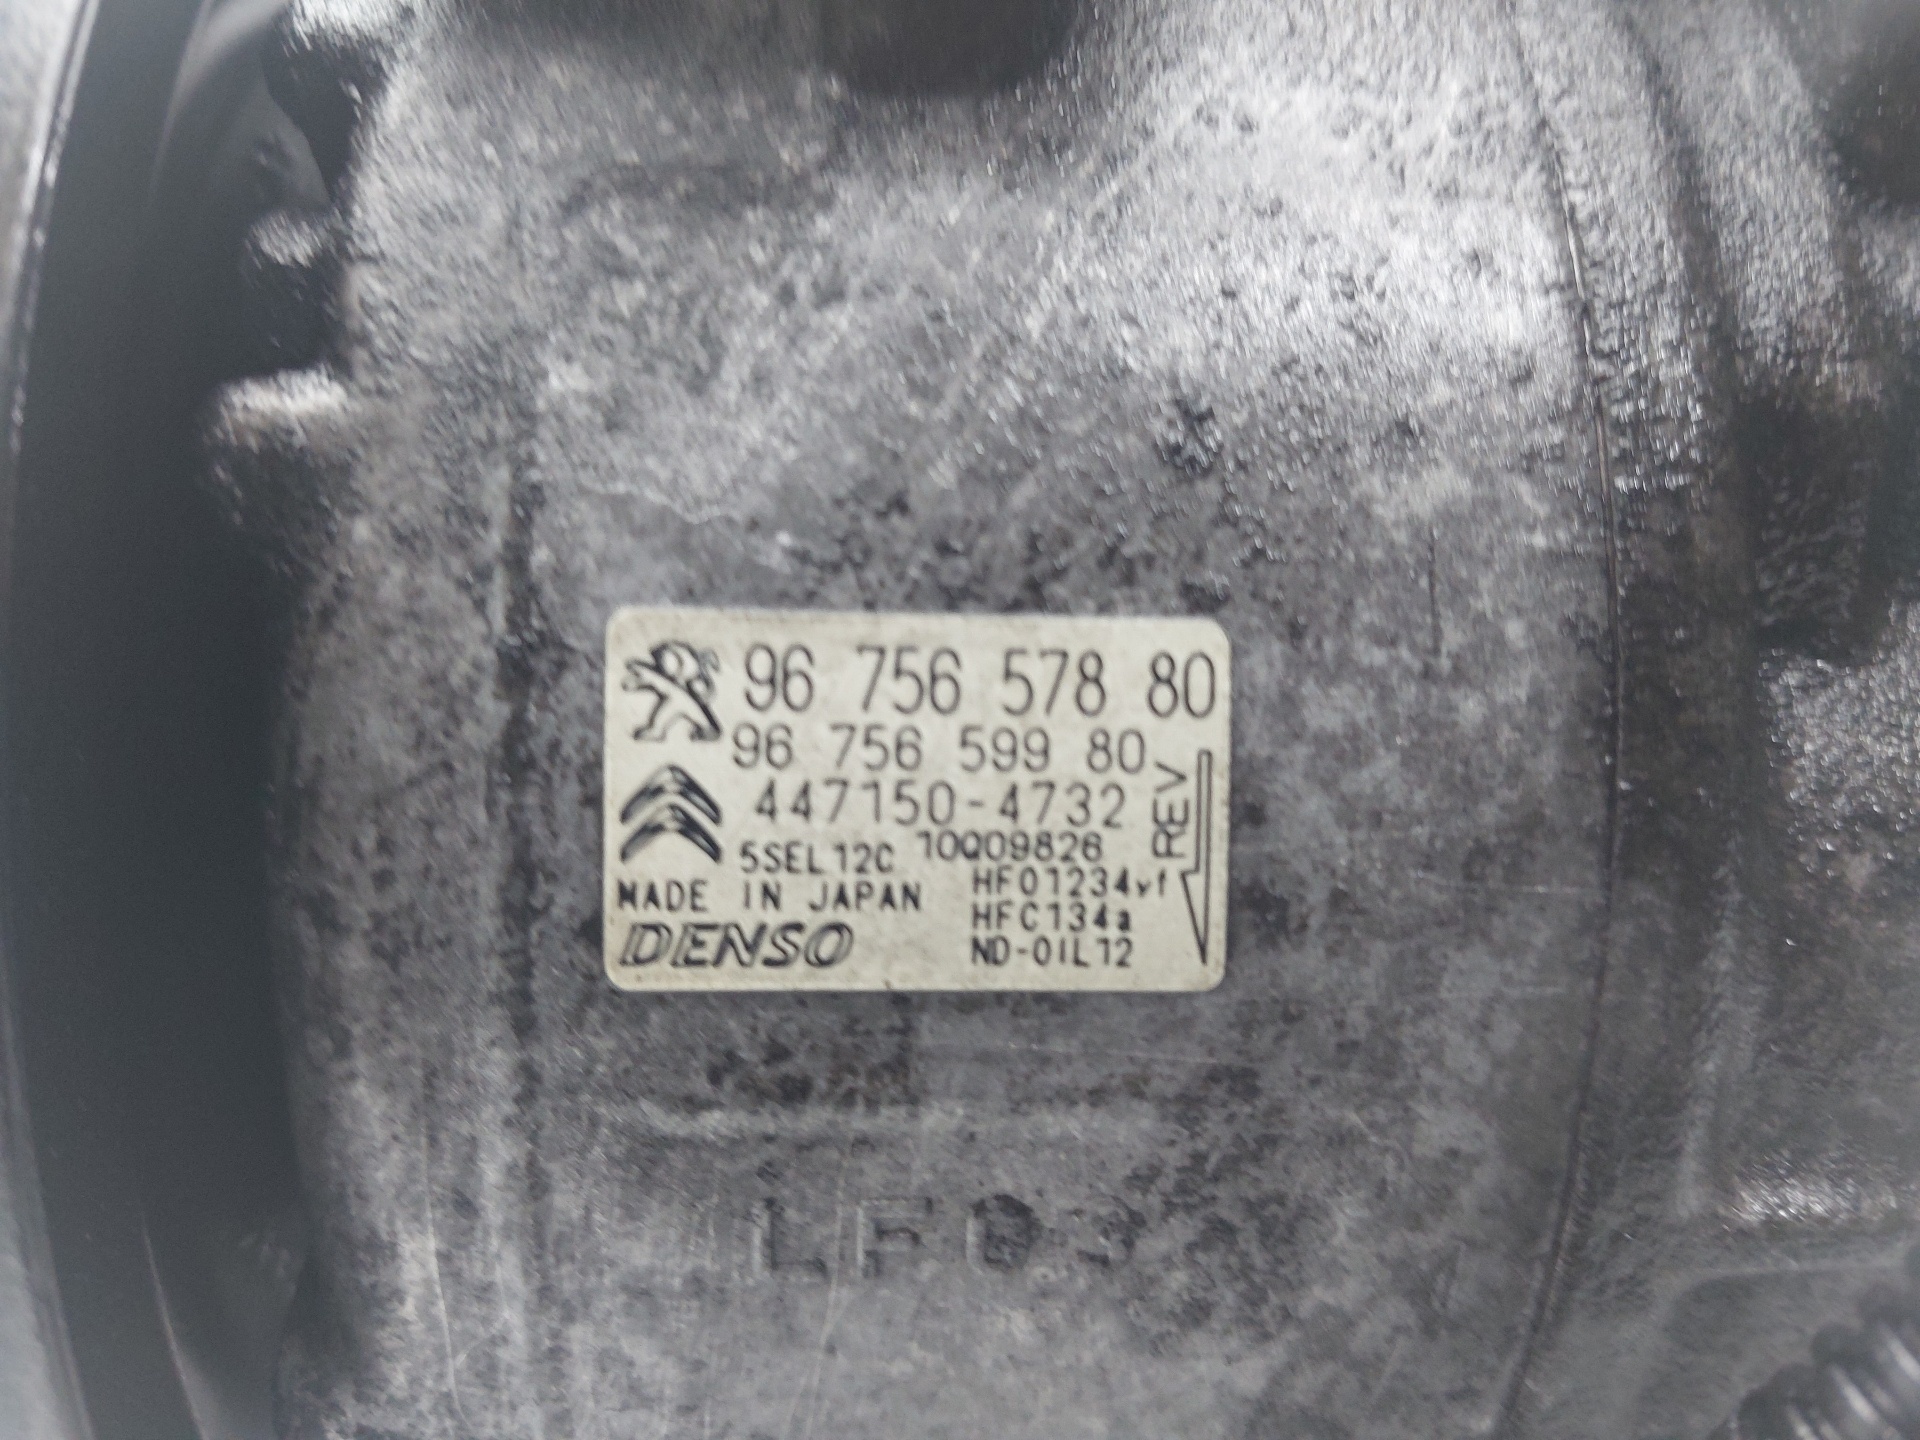 96 756 578 80
96 756 599 80
447150-4732
REV
5SEL12C 10Q09826
MADE IN JAPAN
HFO1234yf
HFC134a
DENSO
ND-OIL12
LF03